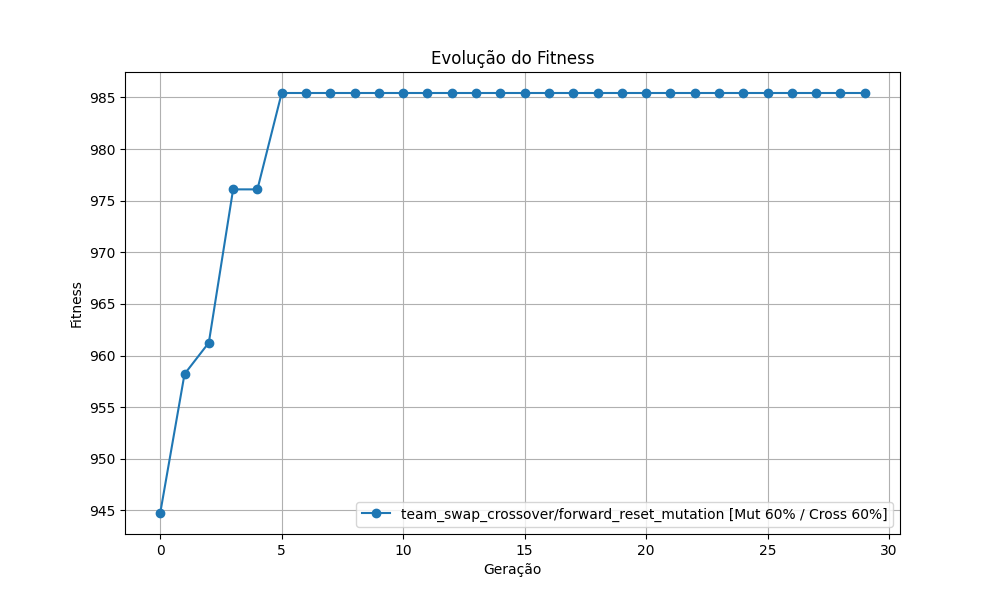 Evolução do Fitness
Fitness
985
980
975
970
965
960
955
950
945
team_swap_crossover/forward_reset_mutation [Mut 60% / Cross 60%]
0 5 10 15 20 25 30
Geração